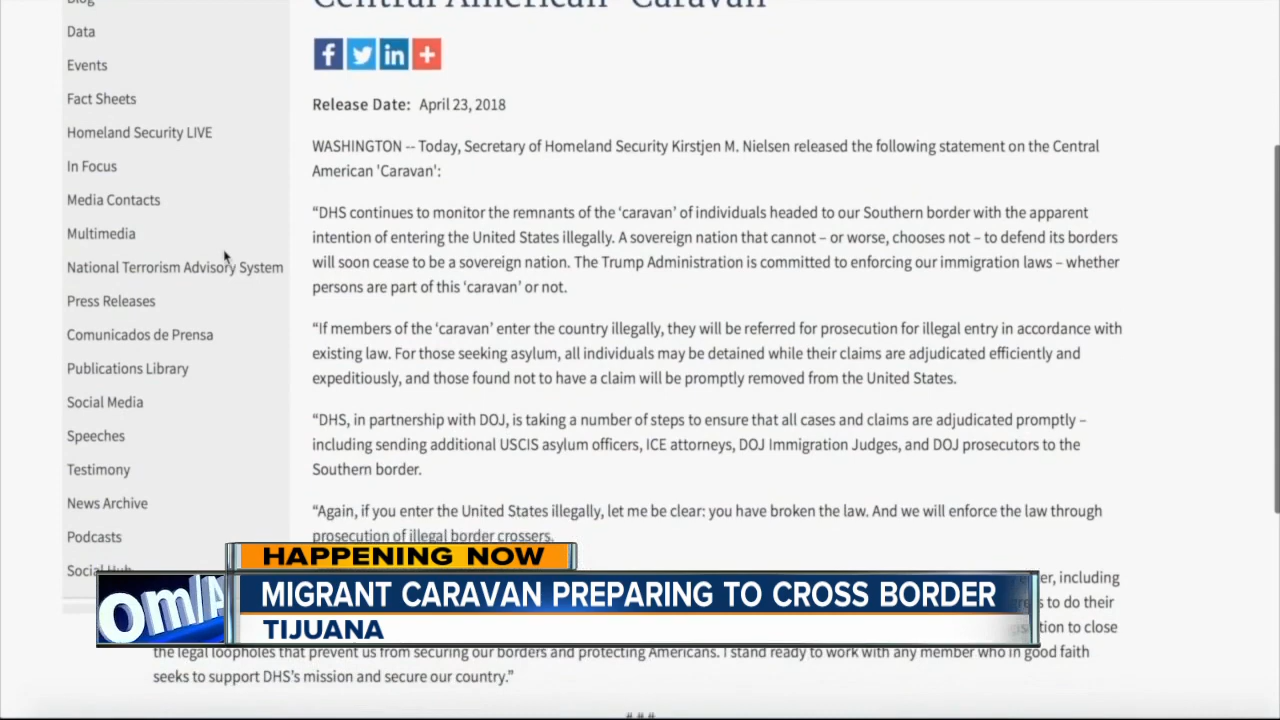 Blog
Data
Events
Fact Sheets
Homeland Security LIVE
In Focus
Media Contacts
Multimedia
National Terrorism Advisory System
Press Releases
Comunicados de Prensa
Publications Library
Social Media
Speeches
Testimony
News Archive
Podcasts
Social Hub
Central American 'Caravan'
f in +
Release Date: April 23, 2018
WASHINGTON -- Today, Secretary of Homeland Security Kirstjen M. Nielsen released the following statement on the Central
American 'Caravan':
“DHS continues to monitor the remnants of the ‘caravan’ of individuals headed to our Southern border with the apparent
intention of entering the United States illegally. A sovereign nation that cannot – or worse, chooses not – to defend its borders
will soon cease to be a sovereign nation. The Trump Administration is committed to enforcing our immigration laws – whether
persons are part of this ‘caravan’ or not.
“If members of the ‘caravan’ enter the country illegally, they will be referred for prosecution for illegal entry in accordance with
existing law. For those seeking asylum, all individuals may be detained while their claims are adjudicated efficiently and
expeditiously, and those found not to have a claim will be promptly removed from the United States.
“DHS, in partnership with DOJ, is taking a number of steps to ensure that all cases and claims are adjudicated promptly –
including sending additional USCIS asylum officers, ICE attorneys, DOJ Immigration Judges, and DOJ prosecutors to the
Southern border.
“Again, if you enter the United States illegally, let me be clear: you have broken the law. And we will enforce the law through
prosecution of illegal border crossers.
including
to do their
to close
the legal loopholes that prevent us from securing our borders and protecting Americans. I stand ready to work with any member who in good faith
seeks to support DHS’s mission and secure our country.”
# # #
HAPPENING NOW
MIGRANT CARAVAN PREPARING TO CROSS BORDER
TIJUANA